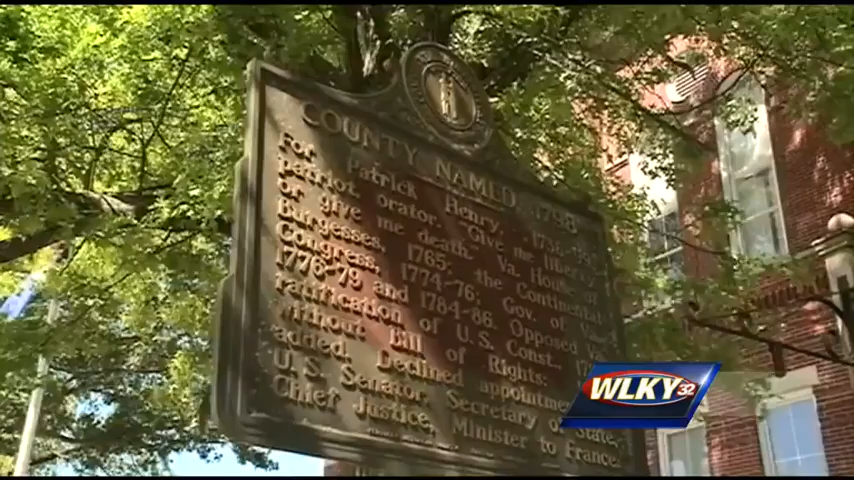 COUNTY NAMED, 1798
For Patrick Henry, 1736-99,
patriot, orator. "Give me liberty
or give me death." Va. House of
Burgesses, 1765; the Continental
Congress, 1774-76; Gov. of Va.,
1776-79 and 1784-86. Opposed
ratification of U.S. Const.,
without Bill of Rights;
added. Declined appointment
U.S. Senator, Secretary of State,
Chief Justice, Minister to France.
WLKY 32